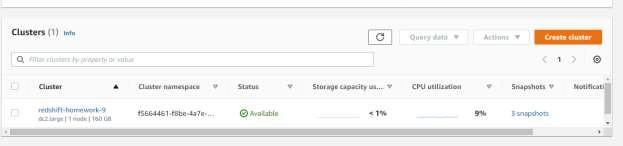 Clusters (1) Info
Query data
Actions
Create cluster
Filter clusters by property or value
1
Cluster
Cluster namespace
Status
Storage capacity us...
CPU utilization
Snapshots
Notificati
redshift-homework-9
dc2.large | 1 node | 160 GB
f5664461-f8be-4a7e-...
Available
< 1%
9%
3 snapshots